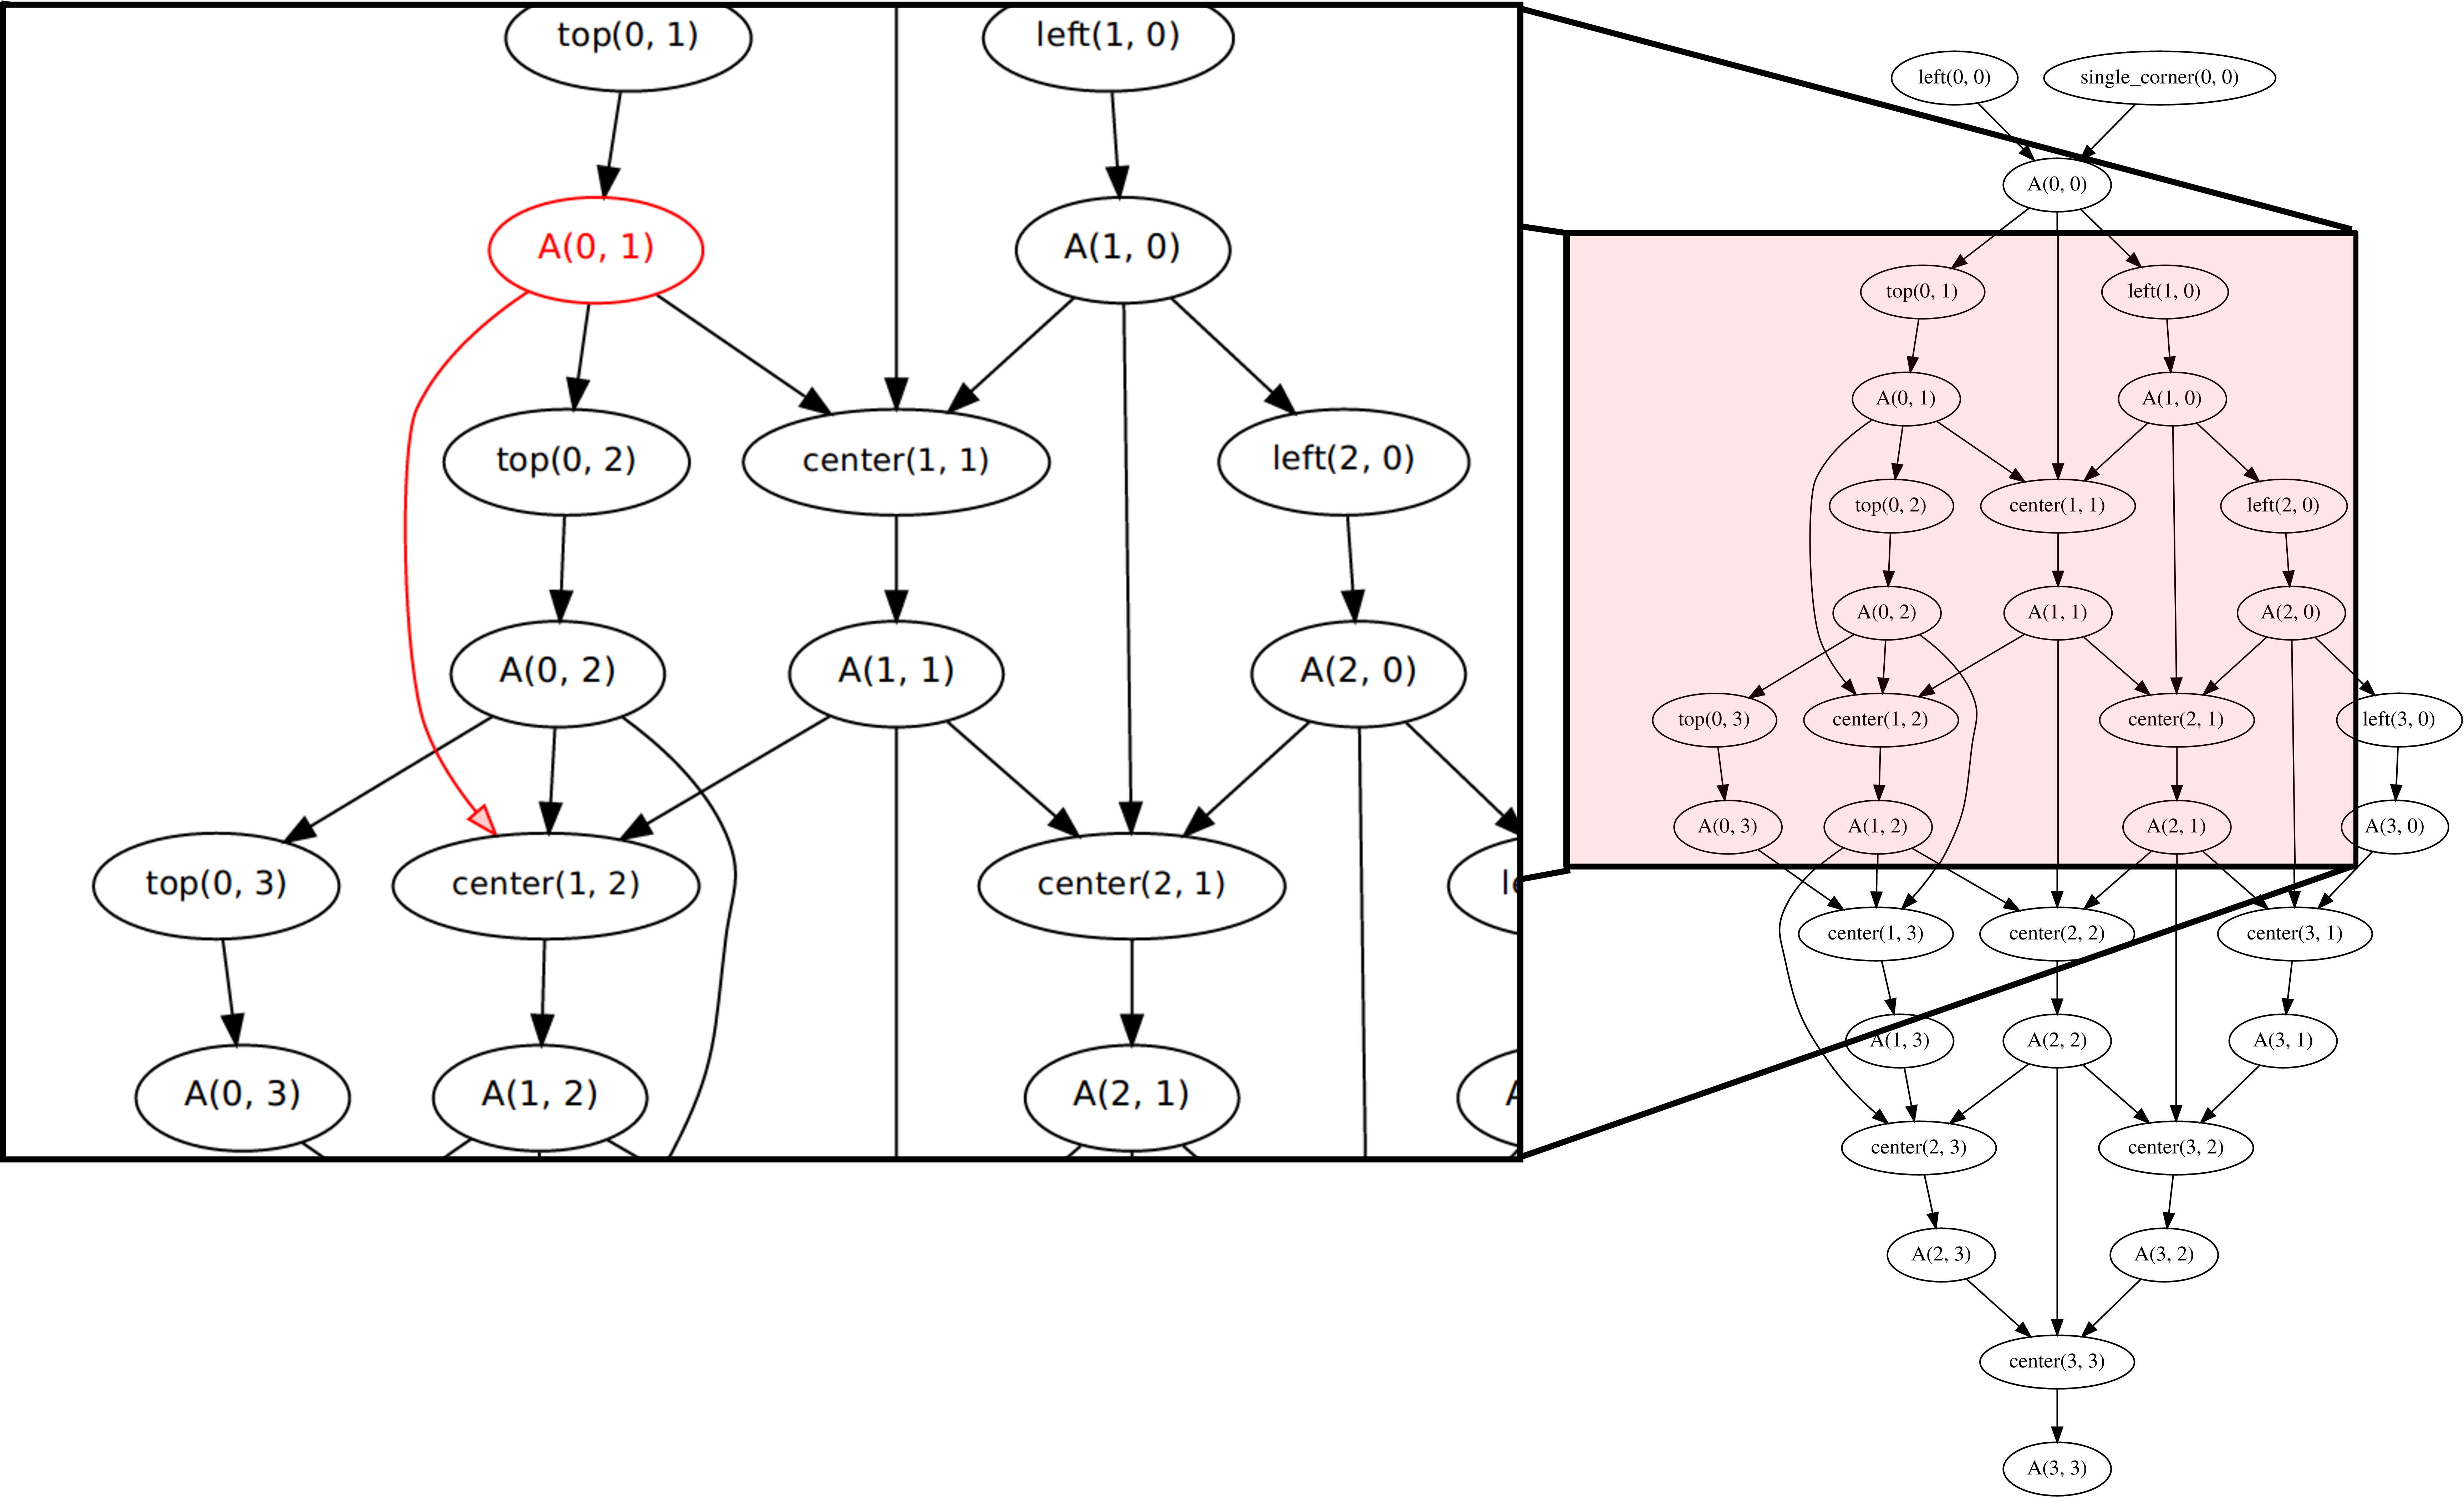 top(0, 1)
left(1, 0)
A(0, 1)
A(1, 0)
top(0, 2)
center(1, 1)
left(2, 0)
A(0, 2)
A(1, 1)
A(2, 0)
top(0, 3)
center(1, 2)
center(2, 1)
A(0, 3)
A(1, 2)
A(2, 1)
left(0, 0)
single_corner(0, 0)
A(0, 0)
top(0, 1)
left(1, 0)
A(0, 1)
A(1, 0)
top(0, 2)
center(1, 1)
left(2, 0)
A(0, 2)
A(1, 1)
A(2, 0)
top(0, 3)
center(1, 2)
center(2, 1)
left(3, 0)
A(0, 3)
A(1, 2)
A(2, 1)
A(3, 0)
center(1, 3)
center(2, 2)
center(3, 1)
A(1, 3)
A(2, 2)
A(3, 1)
center(2, 3)
center(3, 2)
A(2, 3)
A(3, 2)
center(3, 3)
A(3, 3)